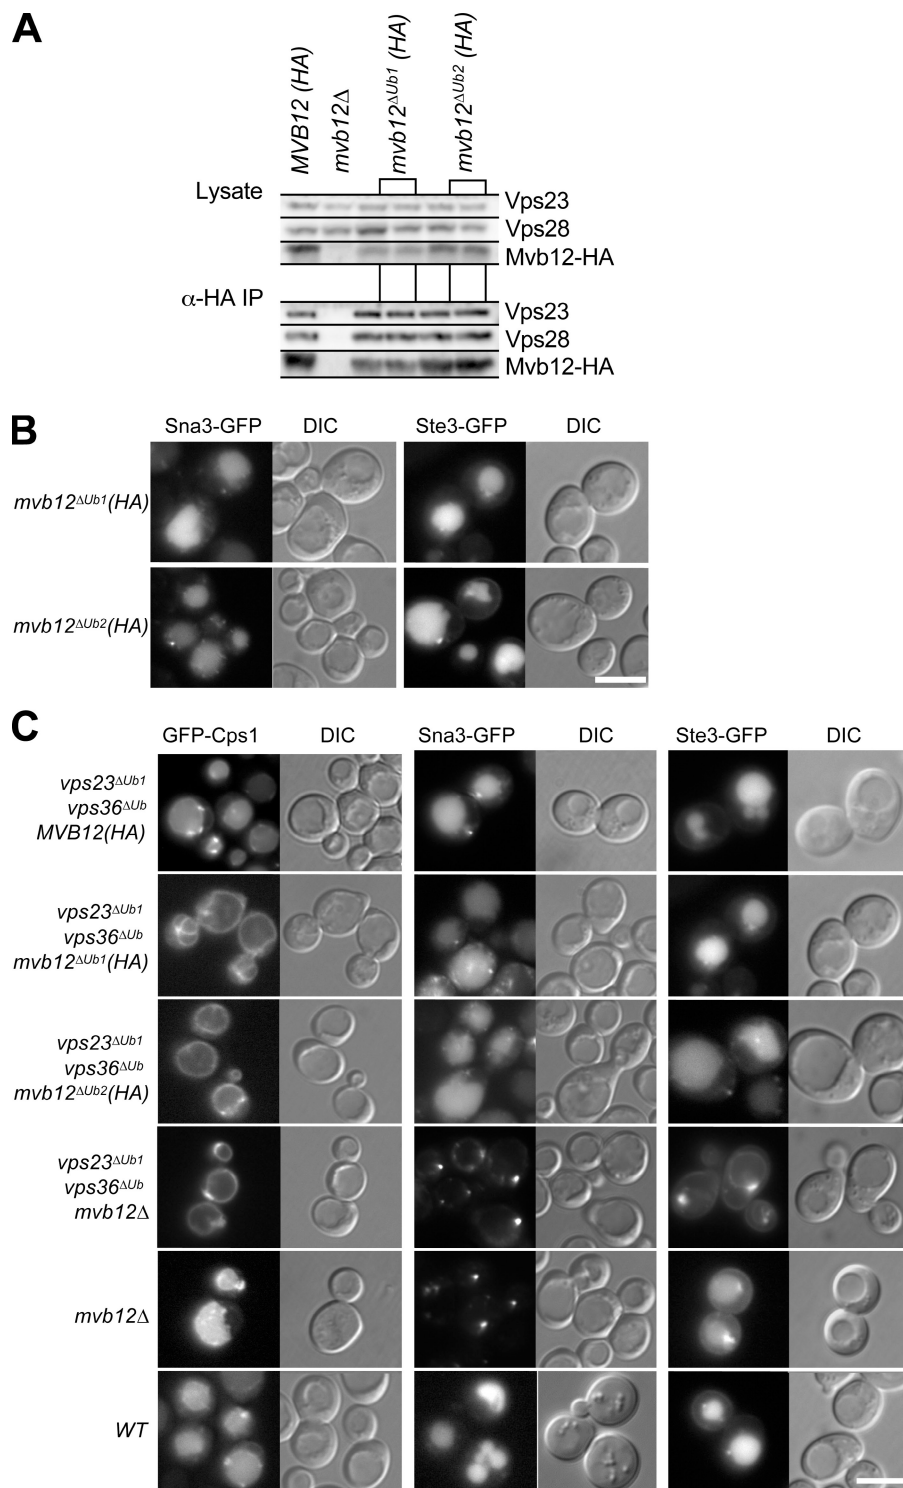 A
MVB12 (HA)
mvb12Δ
mvb12ΔUb1 (HA)
mvb12ΔUb2 (HA)
Lysate
Vps23
Vps28
Mvb12-HA
α-HA IP
Vps23
Vps28
Mvb12-HA
B
Sna3-GFP DIC Ste3-GFP DIC
mvb12ΔUb1(HA)
mvb12ΔUb2(HA)
C
GFP-Cps1 DIC Sna3-GFP DIC Ste3-GFP DIC
vps23ΔUb1
vps36ΔUb
MVB12(HA)
vps23ΔUb1
vps36ΔUb
mvb12ΔUb1(HA)
vps23ΔUb1
vps36ΔUb
mvb12ΔUb2(HA)
vps23ΔUb1
vps36ΔUb
mvb12Δ
mvb12Δ
WT